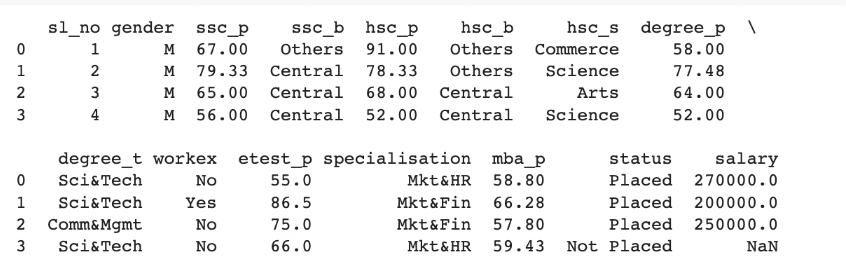 sl_no gender ssc_p ssc_b hsc_p hsc_b hsc_s degree_p \
0 1 M 67.00 Others 91.00 Others Commerce 58.00
1 2 M 79.33 Central 78.33 Others Science 77.48
2 3 M 65.00 Central 68.00 Central Arts 64.00
3 4 M 56.00 Central 52.00 Central Science 52.00
degree_t workex etest_p specialisation mba_p status salary
0 Sci&Tech No 55.0 Mkt&HR 58.80 Placed 270000.0
1 Sci&Tech Yes 86.5 Mkt&Fin 66.28 Placed 200000.0
2 Comm&Mgmt No 75.0 Mkt&Fin 57.80 Placed 250000.0
3 Sci&Tech No 66.0 Mkt&HR 59.43 Not Placed NaN